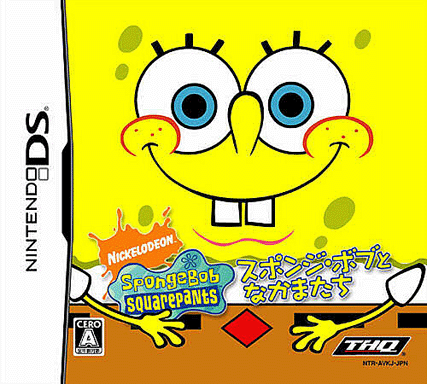 NINTENDO DS
NICKELODEON
SpongeBob
SquarePants
スポンジ・ボブと
なかまたち
CERO
A
THQ
NTR-AVKJ-JPN